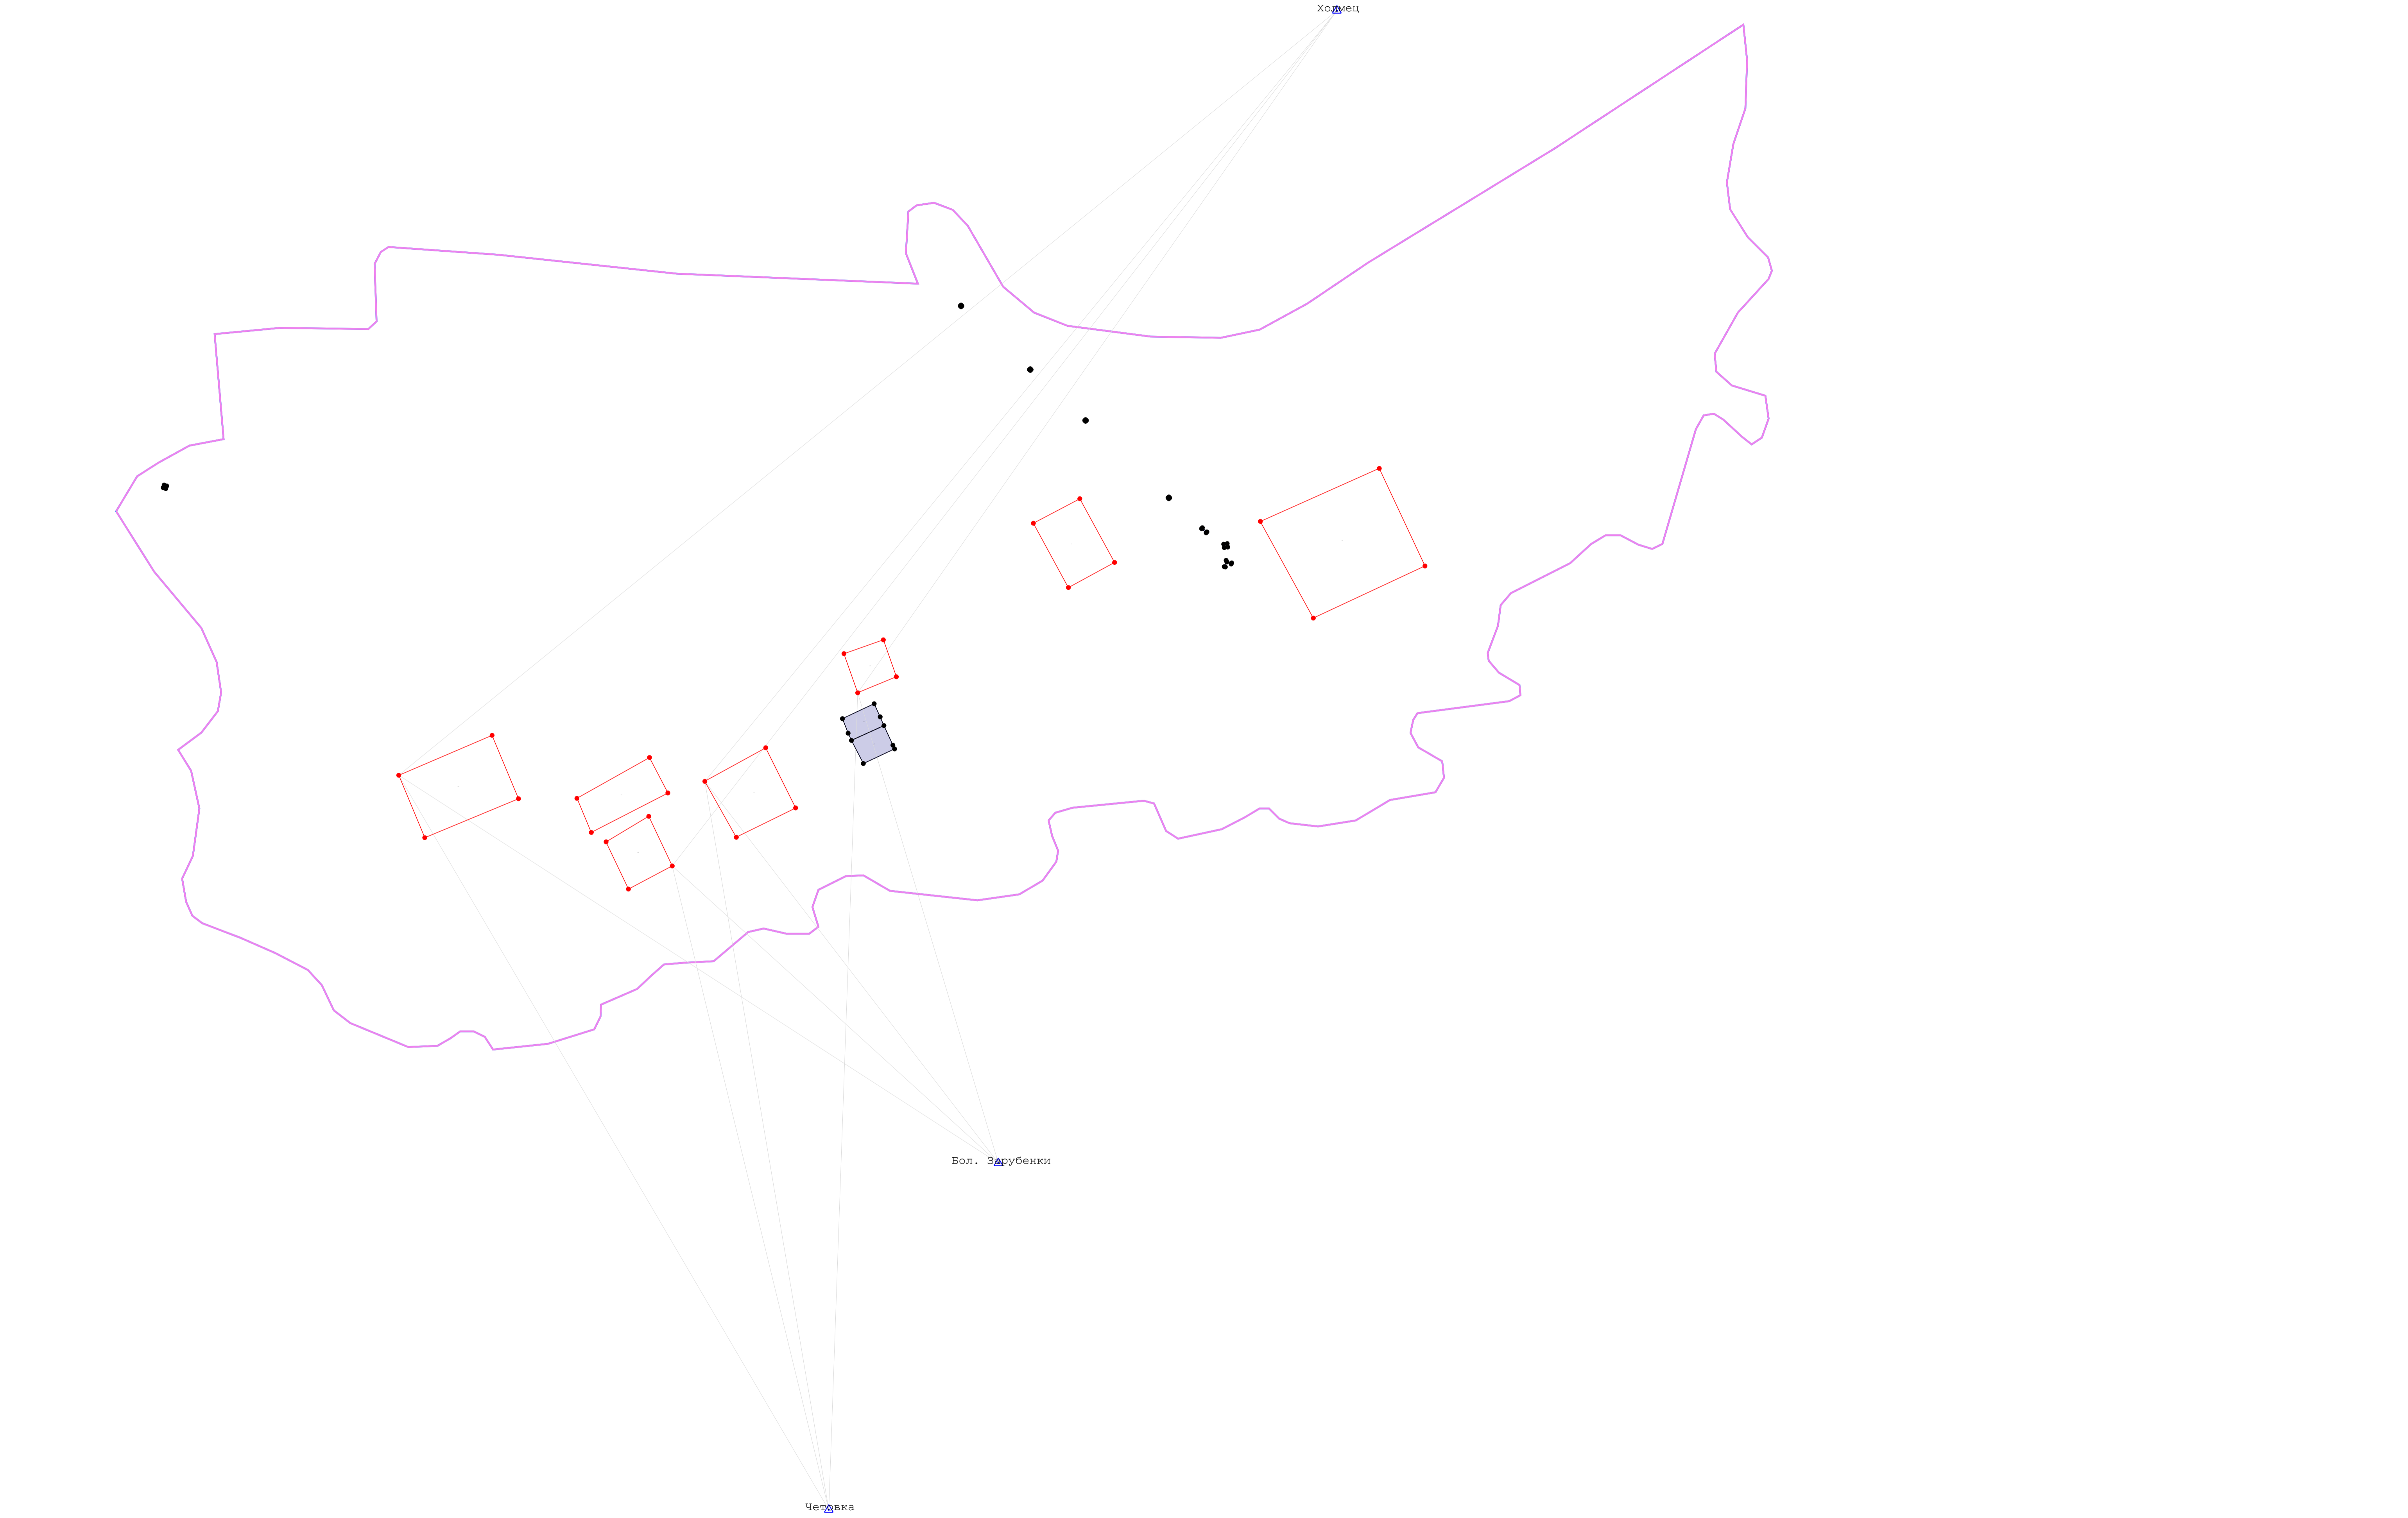 Холмец
Бол. Зарубенки
Четовка